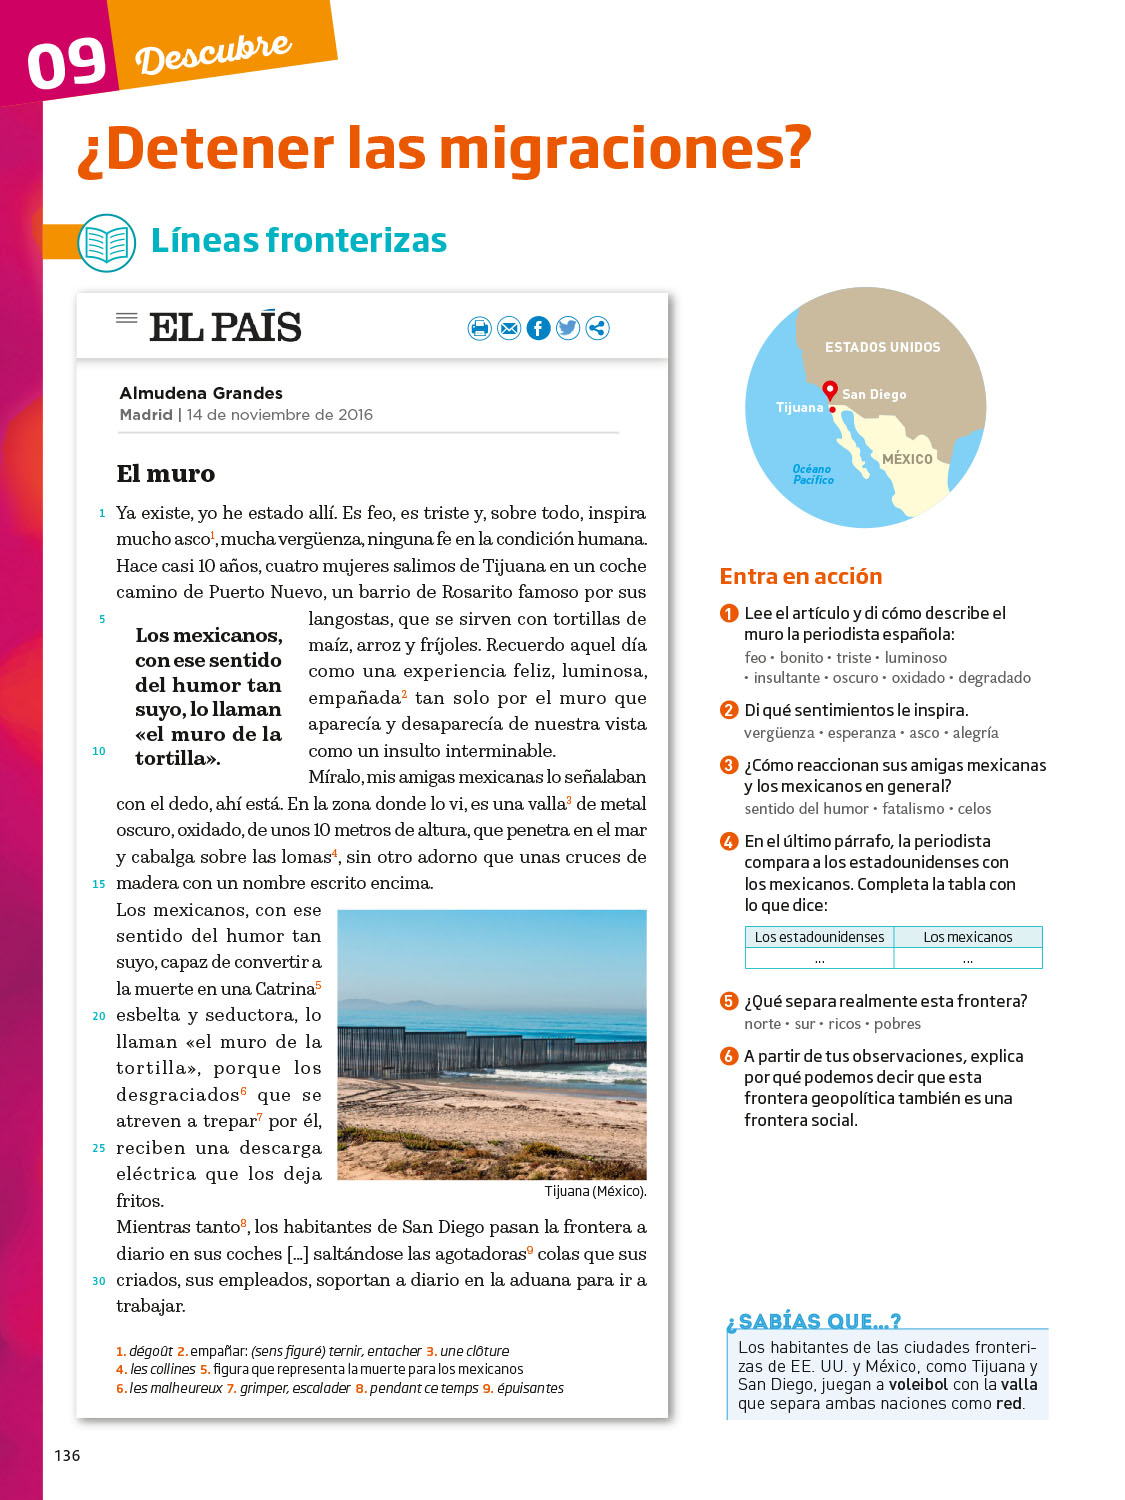 09 Descubre
¿Detener las migraciones?
Líneas fronterizas
EL PAÍS
Almudena Grandes
Madrid | 14 de noviembre de 2016
El muro
1 Ya existe, yo he estado allí. Es feo, es triste y, sobre todo, inspira
mucho asco1, mucha vergüenza, ninguna fe en la condición humana.
Hace casi 10 años, cuatro mujeres salimos de Tijuana en un coche
camino de Puerto Nuevo, un barrio de Rosarito famoso por sus
5 langostas, que se sirven con tortillas de
maíz, arroz y fríjoles. Recuerdo aquel día
como una experiencia feliz, luminosa,
empañada2 tan solo por el muro que
aparecía y desaparecía de nuestra vista
10 como un insulto interminable.
Míralo, mis amigas mexicanas lo señalaban
Los mexicanos,
con ese sentido
del humor tan
suyo, lo llaman
«el muro de la
tortilla».
con el dedo, ahí está. En la zona donde lo vi, es una valla3 de metal
oscuro, oxidado, de unos 10 metros de altura, que penetra en el mar
y cabalga sobre las lomas4, sin otro adorno que unas cruces de
15 madera con un nombre escrito encima.
Los mexicanos, con ese
sentido del humor tan
suyo, capaz de convertir a
la muerte en una Catrina5
20 esbelta y seductora, lo
llaman «el muro de la
tortilla», porque los
desgraciados6 que se
atreven a trepar7 por él,
25 reciben una descarga
eléctrica que los deja
fritos.
Tijuana (México).
Mientras tanto8, los habitantes de San Diego pasan la frontera a
diario en sus coches [...] saltándose las agotadoras9 colas que sus
30 criados, sus empleados, soportan a diario en la aduana para ir a
trabajar.
1. dégoût 2. empañar: (sens figuré) ternir, entacher 3. une clôture
4. les collines 5. figura que representa la muerte para los mexicanos
6. les malheureux 7. grimper, escalader 8. pendant ce temps 9. épuisantes
ESTADOS UNIDOS
San Diego
Tijuana
MÉXICO
Océano
Pacífico
Entra en acción
1 Lee el artículo y di cómo describe el
muro la periodista española:
feo • bonito • triste • luminoso
• insultante • oscuro • oxidado • degradado
2 Di qué sentimientos le inspira.
vergüenza • esperanza • asco • alegría
3 ¿Cómo reaccionan sus amigas mexicanas
y los mexicanos en general?
sentido del humor • fatalismo • celos
4 En el último párrafo, la periodista
compara a los estadounidenses con
los mexicanos. Completa la tabla con
lo que dice:
Los estadounidenses Los mexicanos
... ...
5 ¿Qué separa realmente esta frontera?
norte • sur • ricos • pobres
6 A partir de tus observaciones, explica
por qué podemos decir que esta
frontera geopolítica también es una
frontera social.
¿SABÍAS QUE...?
Los habitantes de las ciudades fronteri-
zas de EE. UU. y México, como Tijuana y
San Diego, juegan a voleibol con la valla
que separa ambas naciones como red.
136